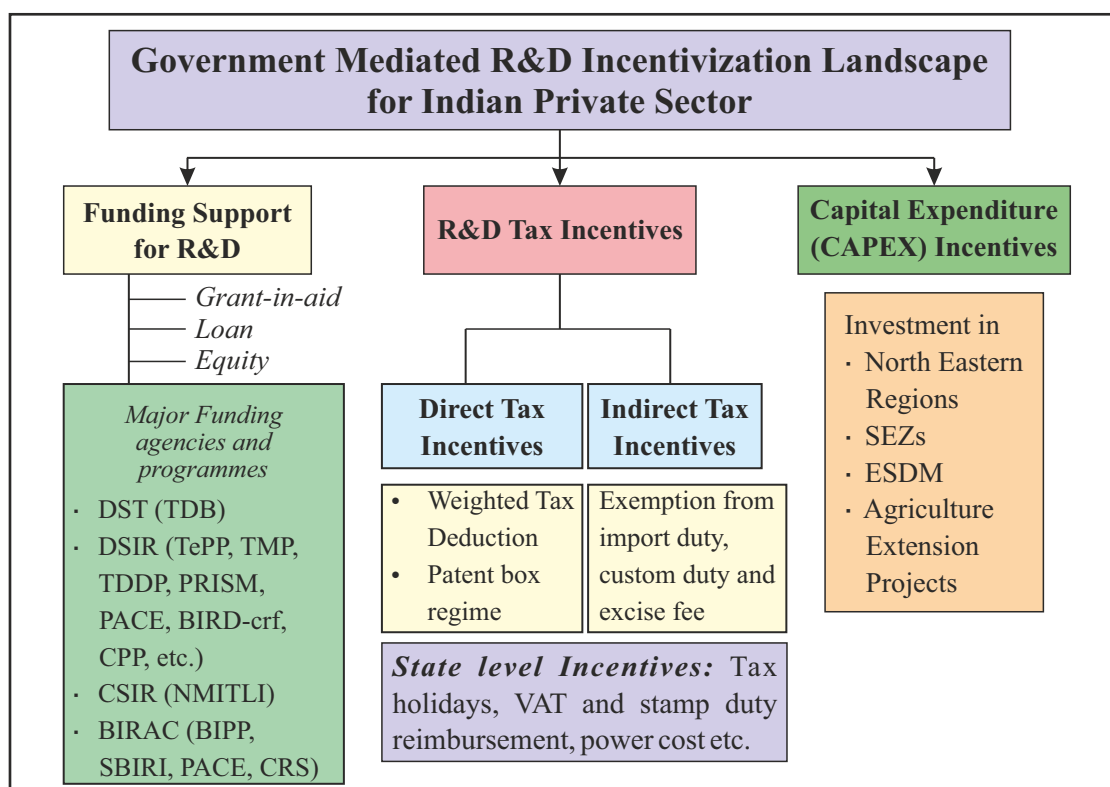 Government Mediated R&D Incentivization Landscape
for Indian Private Sector
Funding Support
for R&D
Grant-in-aid
Loan
Equity
Major Funding
agencies and
programmes
· DST (TDB)
· DSIR (TePP, TMP,
TDDP, PRISM,
PACE, BIRD-crf,
CPP, etc.)
· CSIR (NMITLI)
· BIRAC (BIPP,
SBIRI, PACE, CRS)
R&D Tax Incentives
Direct Tax
Incentives
• Weighted Tax
Deduction
• Patent box
regime
Indirect Tax
Incentives
Exemption from
import duty,
custom duty and
excise fee
State level Incentives: Tax
holidays, VAT and stamp duty
reimbursement, power cost etc.
Capital Expenditure
(CAPEX) Incentives
Investment in
· North Eastern
Regions
· SEZs
· ESDM
· Agriculture
Extension
Projects